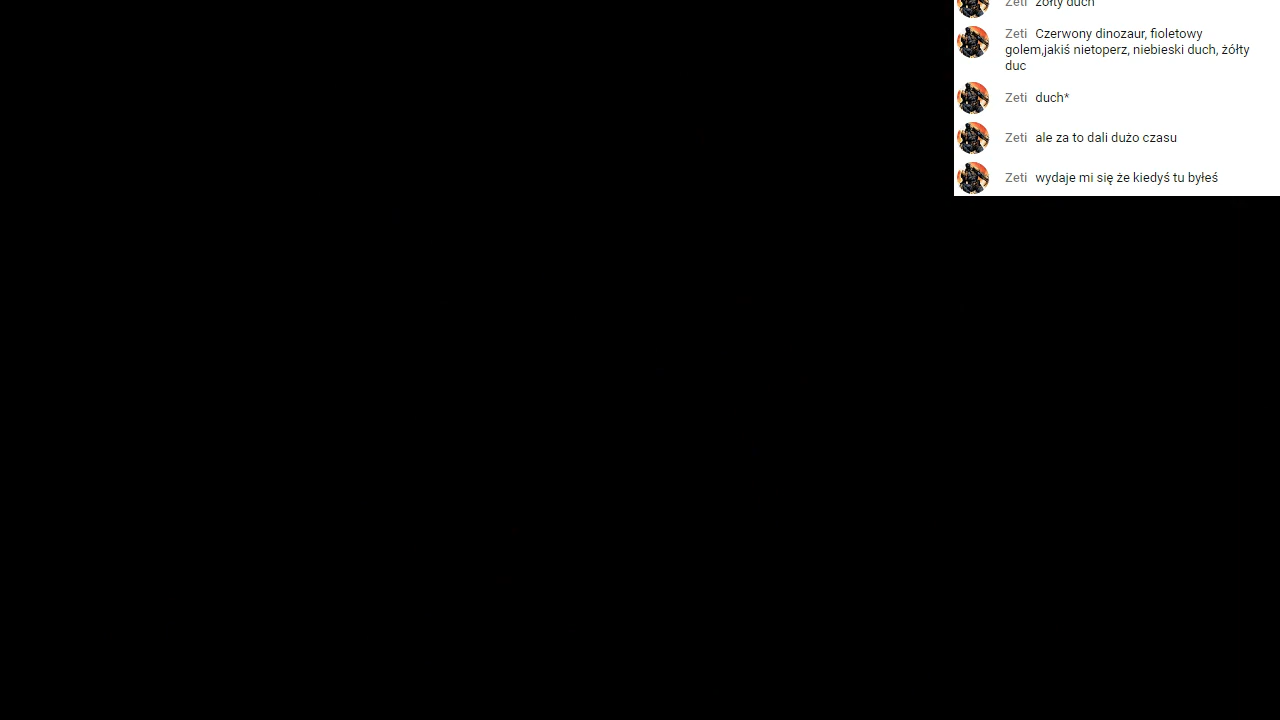 Zeti żółty duch
Zeti Czerwony dinozaur, fioletowy
golem,jakiś nietoperz, niebieski duch, żółty
duc
Zeti duch*
Zeti ale za to dali dużo czasu
Zeti wydaje mi się że kiedyś tu byłeś